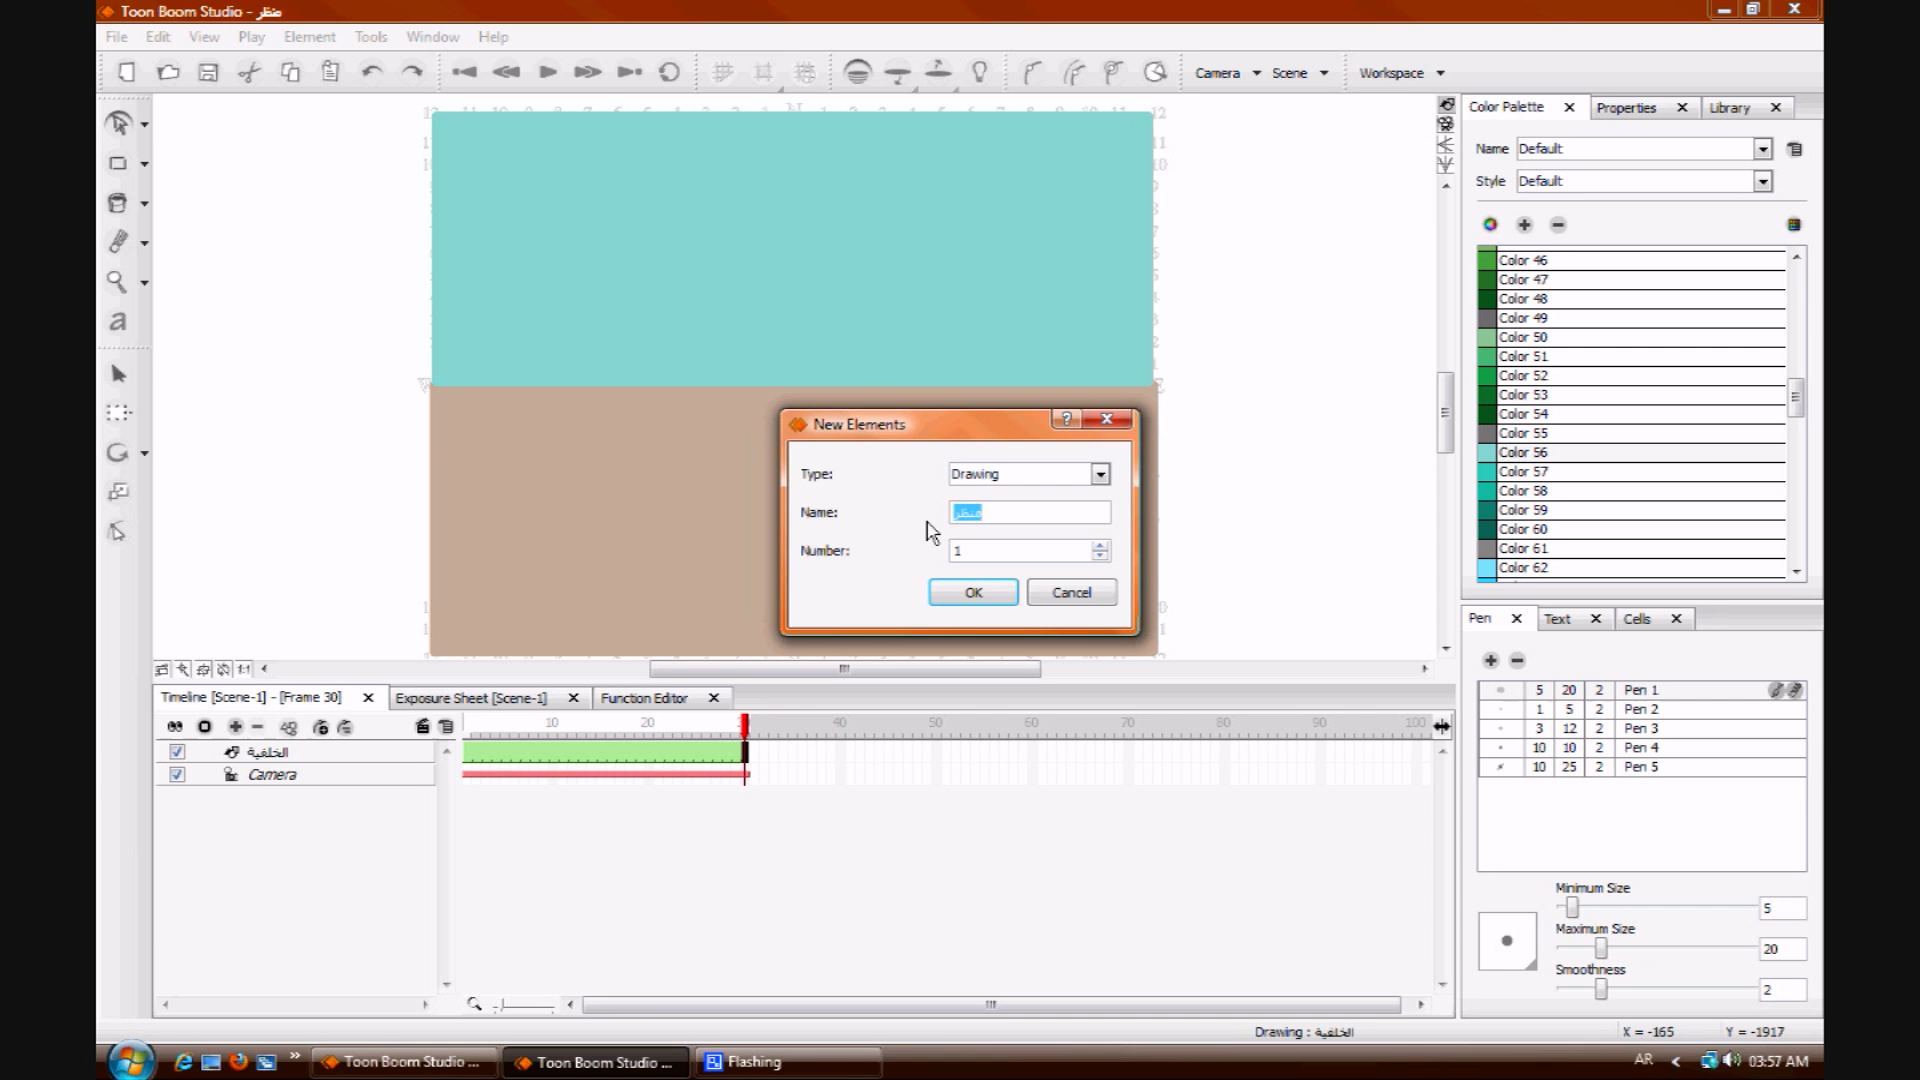 Toon Boom Studio - منظر
File Edit View Play Element Tools Window Help
Camera Scene Workspace
Color Palette Properties Library
Name Default
Style Default
Color 46
Color 47
Color 48
Color 49
Color 50
Color 51
Color 52
Color 53
Color 54
Color 55
Color 56
Color 57
Color 58
Color 59
Color 60
Color 61
Color 62
New Elements
Type: Drawing
Name: منظر
Number: 1
OK Cancel
Pen Text Cells
5 20 2 Pen 1
1 5 2 Pen 2
3 12 2 Pen 3
10 10 2 Pen 4
10 25 2 Pen 5
Minimum Size
5
Maximum Size
20
Smoothness
2
Timeline [Scene-1] - [Frame 30] Exposure Sheet [Scene-1] Function Editor
10 20 40 50 60 70 80 90 100
الخلفية
Camera
Drawing : الخلفية X = -165 Y = -1917
Toon Boom Studio ... Toon Boom Studio ... Flashing AR 03:57 AM